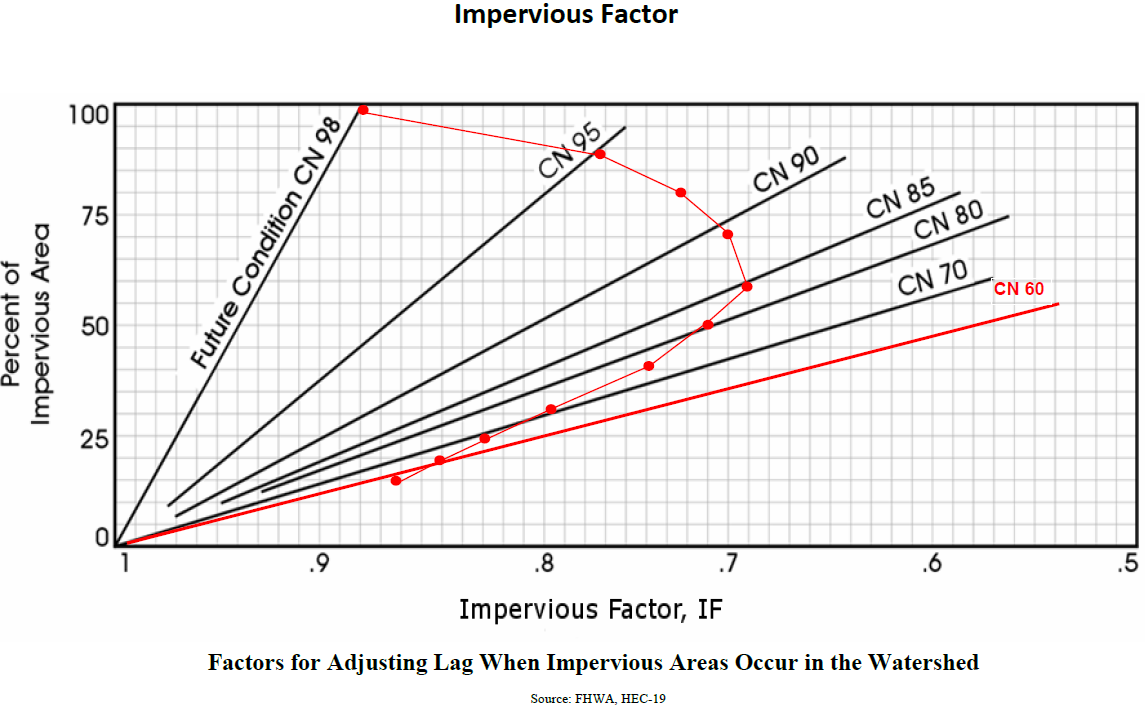 Impervious Factor
100
75
50
25
0
Percent of
Impervious Area
Future Condition CN 98
CN 95
CN 90
CN 85
CN 80
CN 70
CN 60
1 .9 .8 .7 .6 .5
Impervious Factor, IF
Factors for Adjusting Lag When Impervious Areas Occur in the Watershed
Source: FHWA, HEC-19